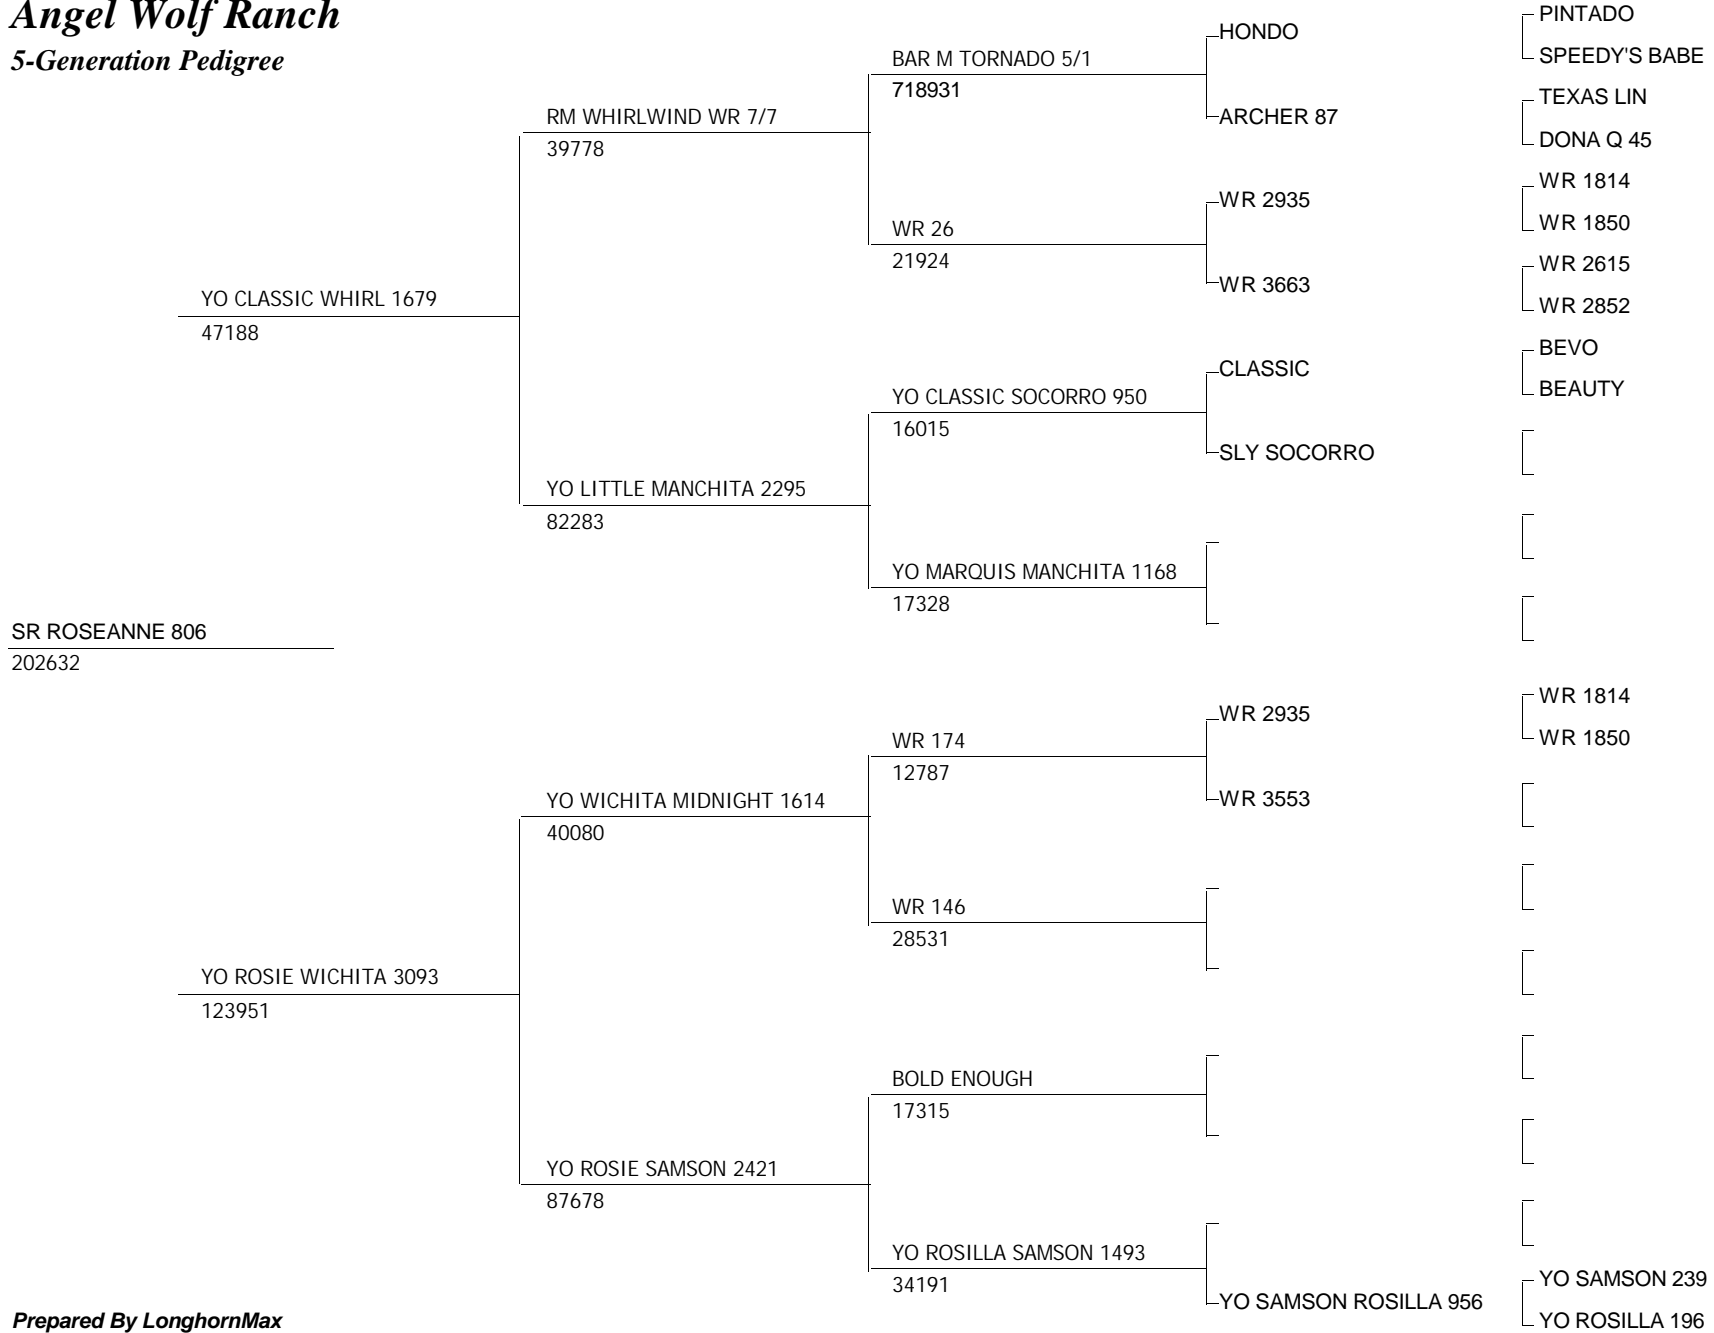 Angel Wolf Ranch
5-Generation Pedigree
PINTADO
HONDO
SPEEDY'S BABE
BAR M TORNADO 5/1
718931
TEXAS LIN
RM WHIRLWIND WR 7/7
ARCHER 87
39778
DONA Q 45
WR 1814
WR 2935
WR 1850
WR 26
21924
WR 2615
WR 3663
YO CLASSIC WHIRL 1679
WR 2852
47188
BEVO
CLASSIC
BEAUTY
YO CLASSIC SOCORRO 950
16015
SLY SOCORRO
YO LITTLE MANCHITA 2295
82283
YO MARQUIS MANCHITA 1168
17328
SR ROSEANNE 806
202632
WR 1814
WR 2935
WR 1850
WR 174
12787
YO WICHITA MIDNIGHT 1614
WR 3553
40080
WR 146
28531
YO ROSIE WICHITA 3093
123951
BOLD ENOUGH
17315
YO ROSIE SAMSON 2421
87678
YO ROSILLA SAMSON 1493
34191
YO SAMSON 239
YO SAMSON ROSILLA 956
YO ROSILLA 196
Prepared By LonghornMax